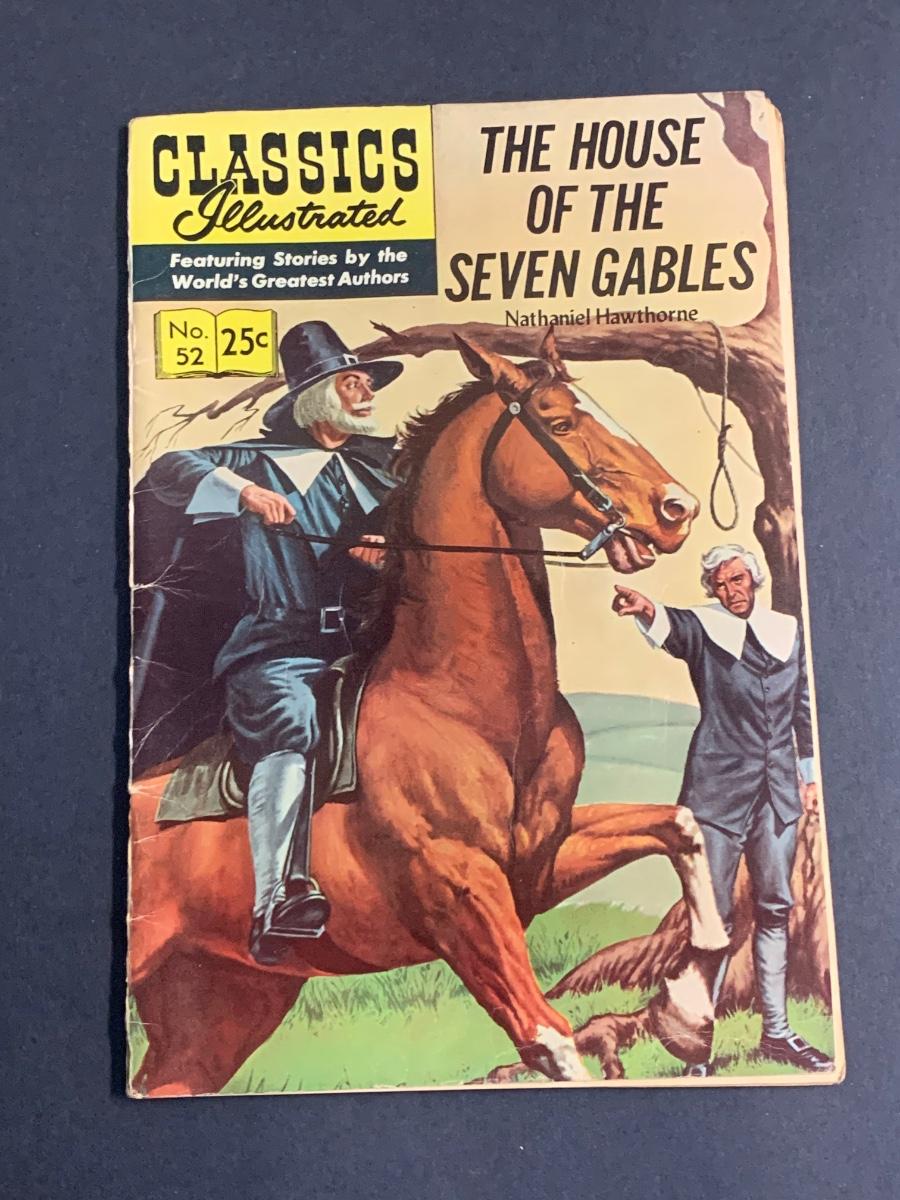 CLASSICS
Illustrated
Featuring Stories by the
World's Greatest Authors
No.
52
25c
THE HOUSE
OF THE
SEVEN GABLES
Nathaniel Hawthorne